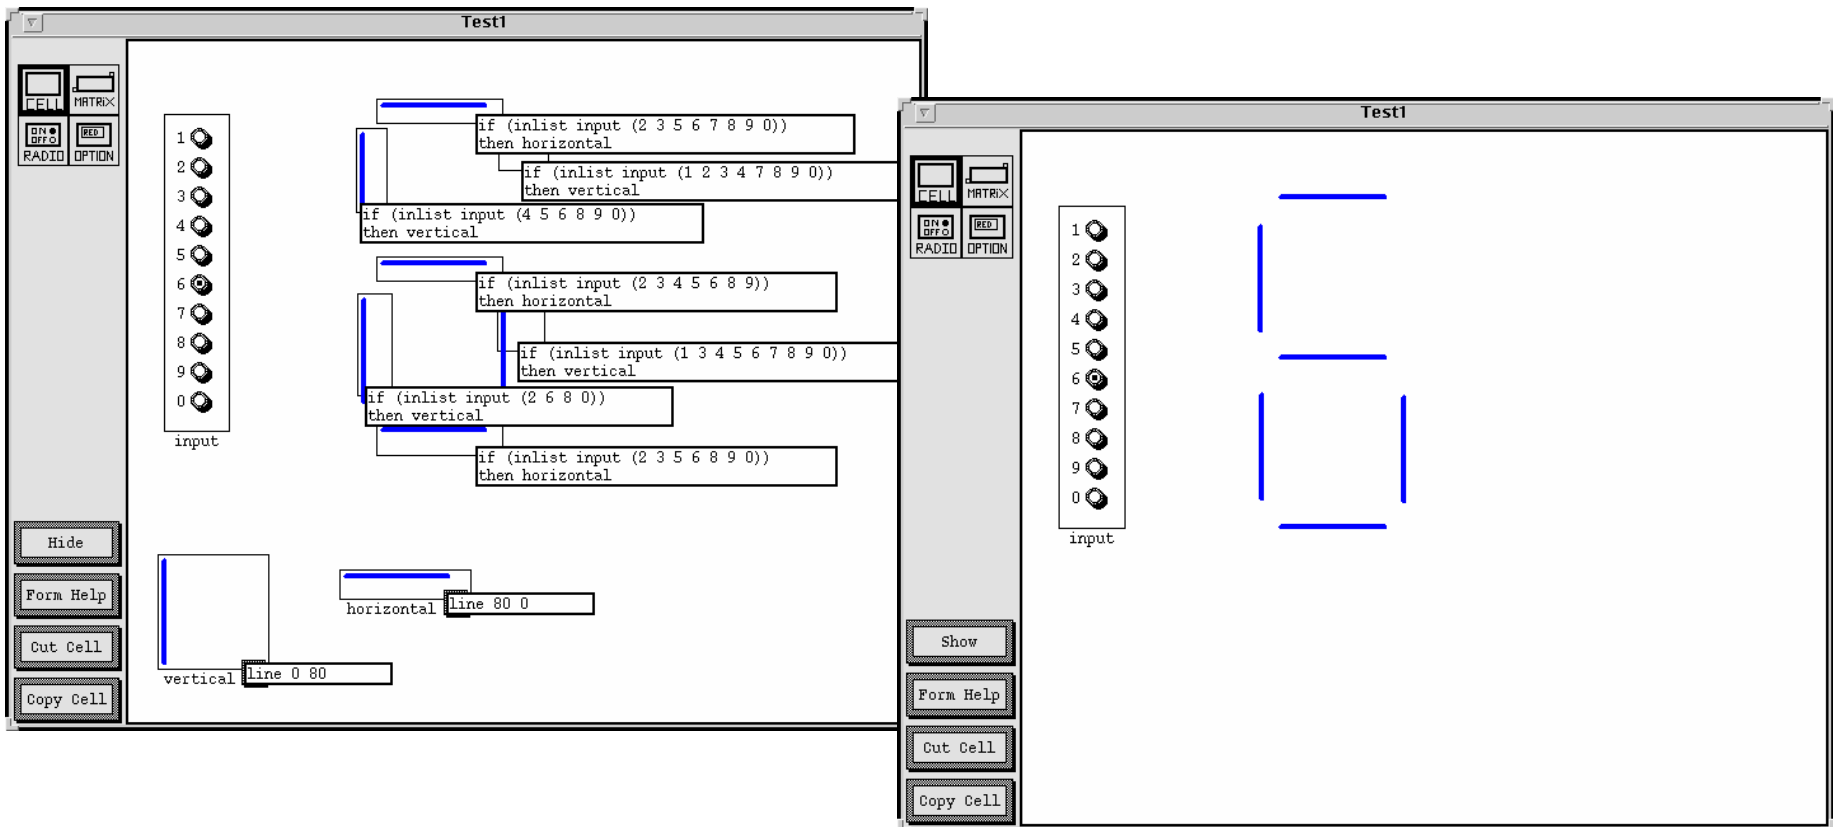 Test1
CELL
MATRIX
ON
OFF
RED
RADIO
OPTION
1
2
3
4
5
6
7
8
9
0
input
if (inlist input (2 3 5 6 7 8 9 0))
then horizontal
if (inlist input (1 2 3 4 7 8 9 0))
then vertical
if (inlist input (4 5 6 8 9 0))
then vertical
if (inlist input (2 3 4 5 6 8 9))
then horizontal
if (inlist input (1 3 4 5 6 7 8 9 0))
then vertical
if (inlist input (2 6 8 0))
then vertical
if (inlist input (2 3 5 6 8 9 0))
then horizontal
Hide
Form Help
Cut Cell
Copy Cell
vertical
line 0 80
horizontal
line 80 0
Test1
CELL
MATRIX
ON
OFF
RED
RADIO
OPTION
1
2
3
4
5
6
7
8
9
0
input
Show
Form Help
Cut Cell
Copy Cell